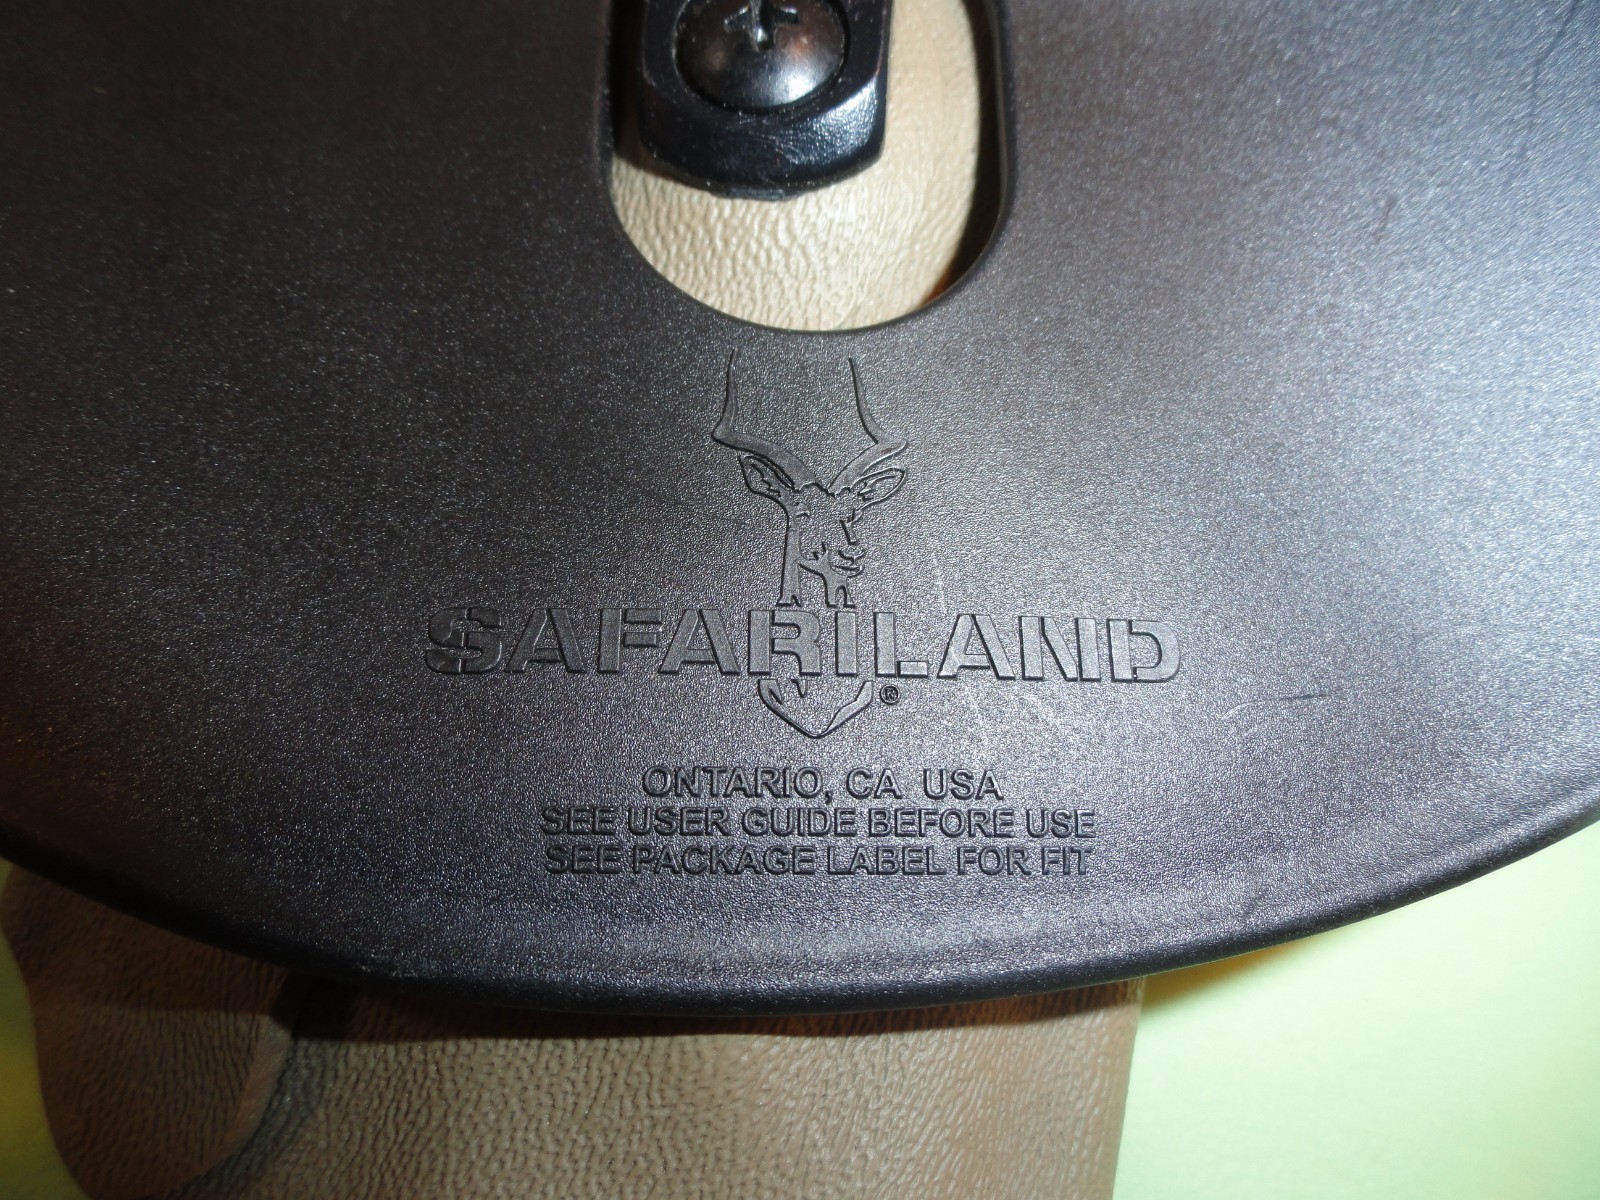 SAFARILAND®
ONTARIO, CA USA
SEE USER GUIDE BEFORE USE
SEE PACKAGE LABEL FOR FIT